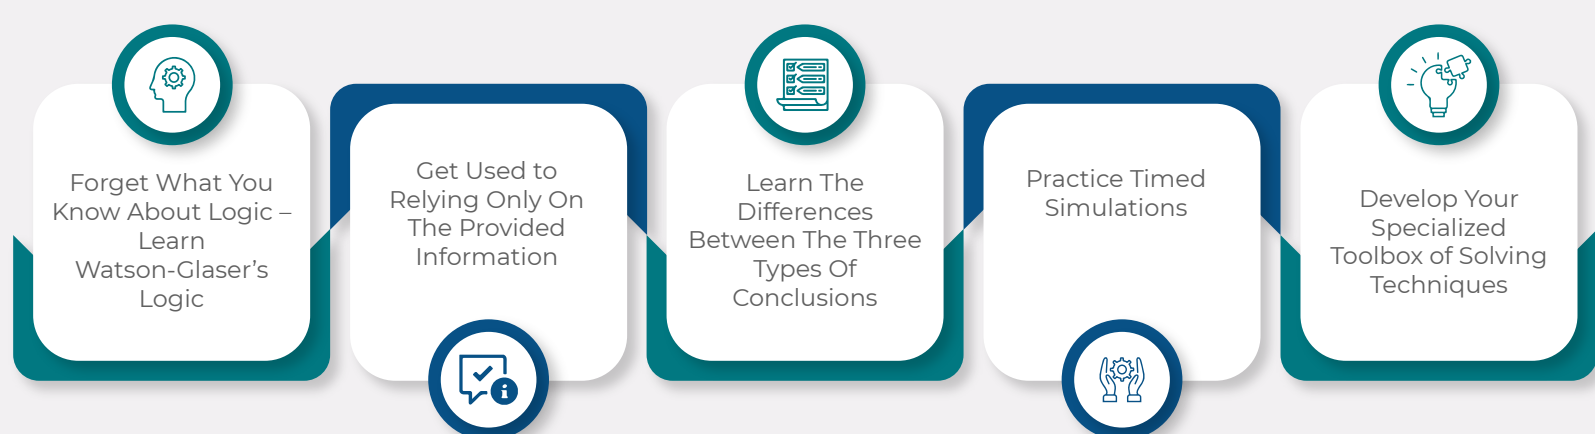 Forget What You
Know About Logic –
Learn
Watson-Glaser’s
Logic
Get Used to
Relying Only On
The Provided
Information
Learn The
Differences
Between The Three
Types Of
Conclusions
Practice Timed
Simulations
Develop Your
Specialized
Toolbox of Solving
Techniques